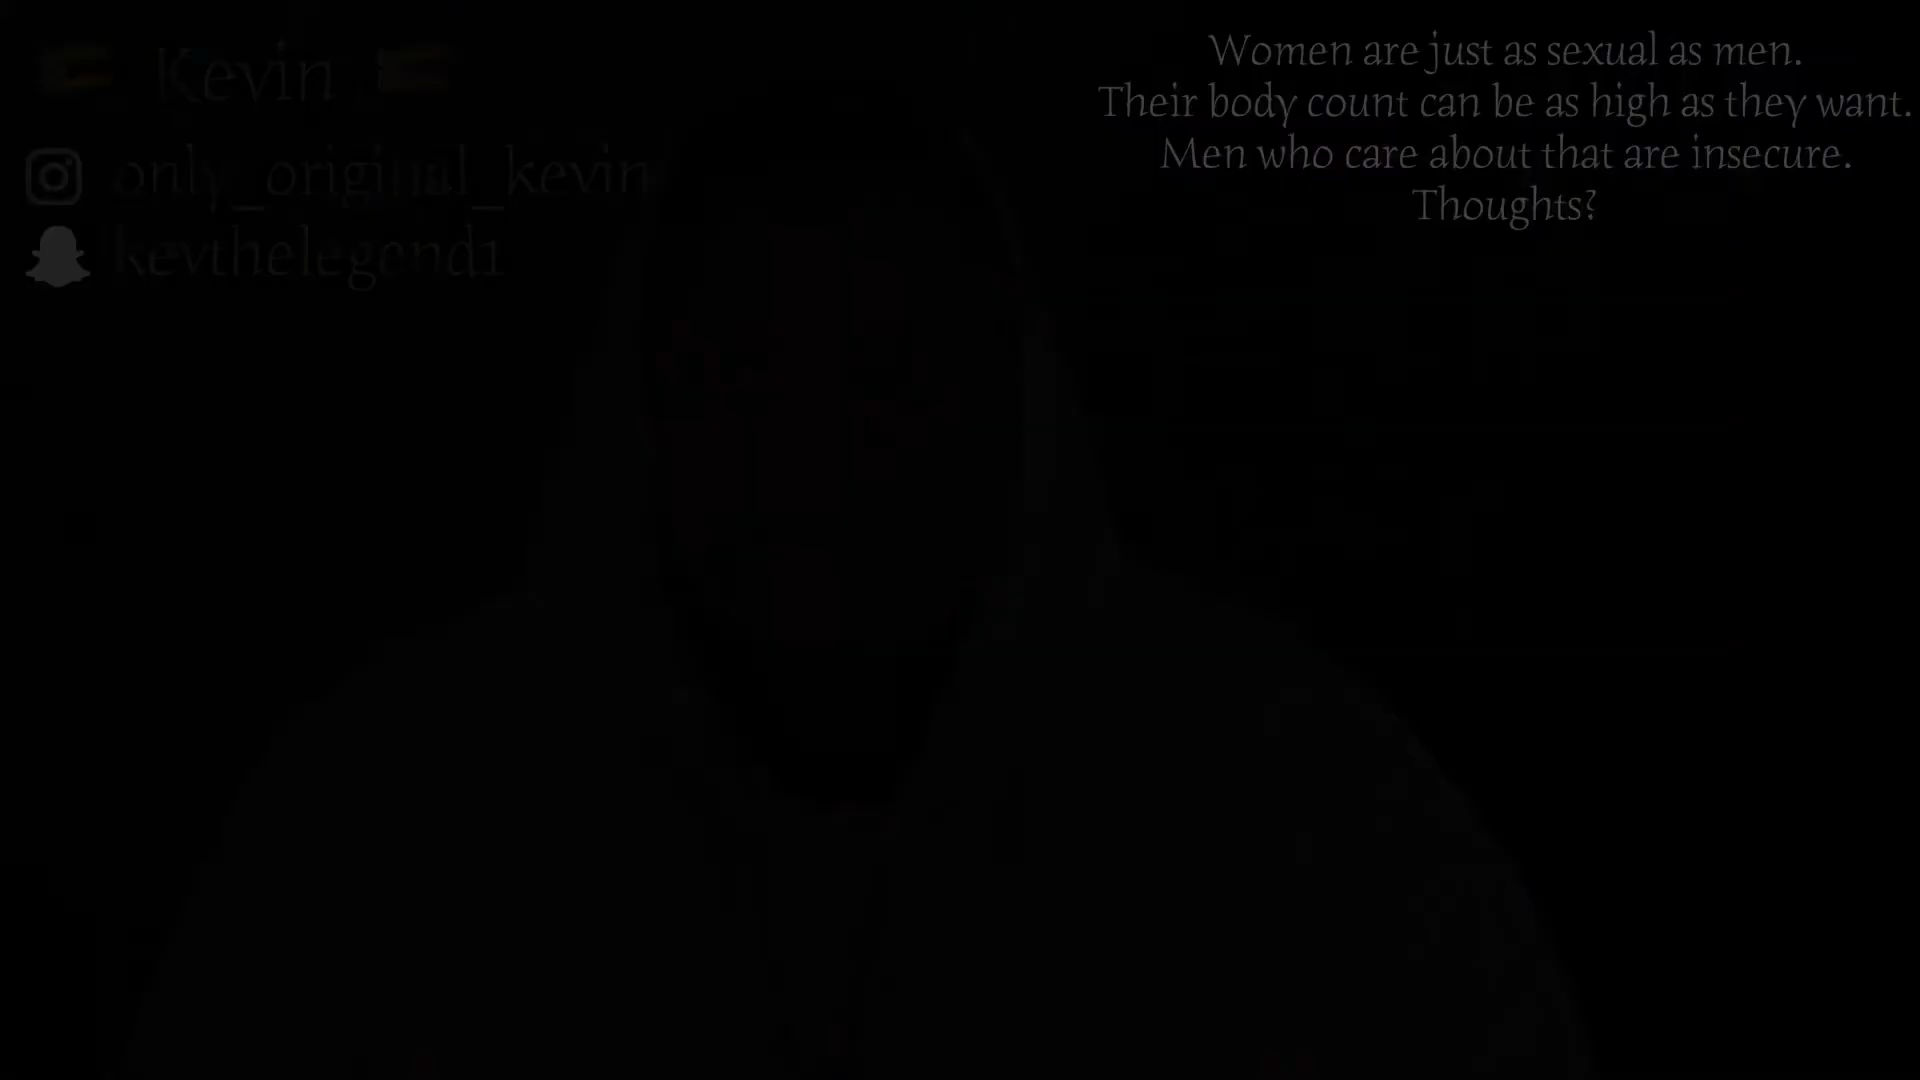 Kevin
only_original_kevin
kevthelegend1
Women are just as sexual as men.
Their body count can be as high as they want.
Men who care about that are insecure.
Thoughts?